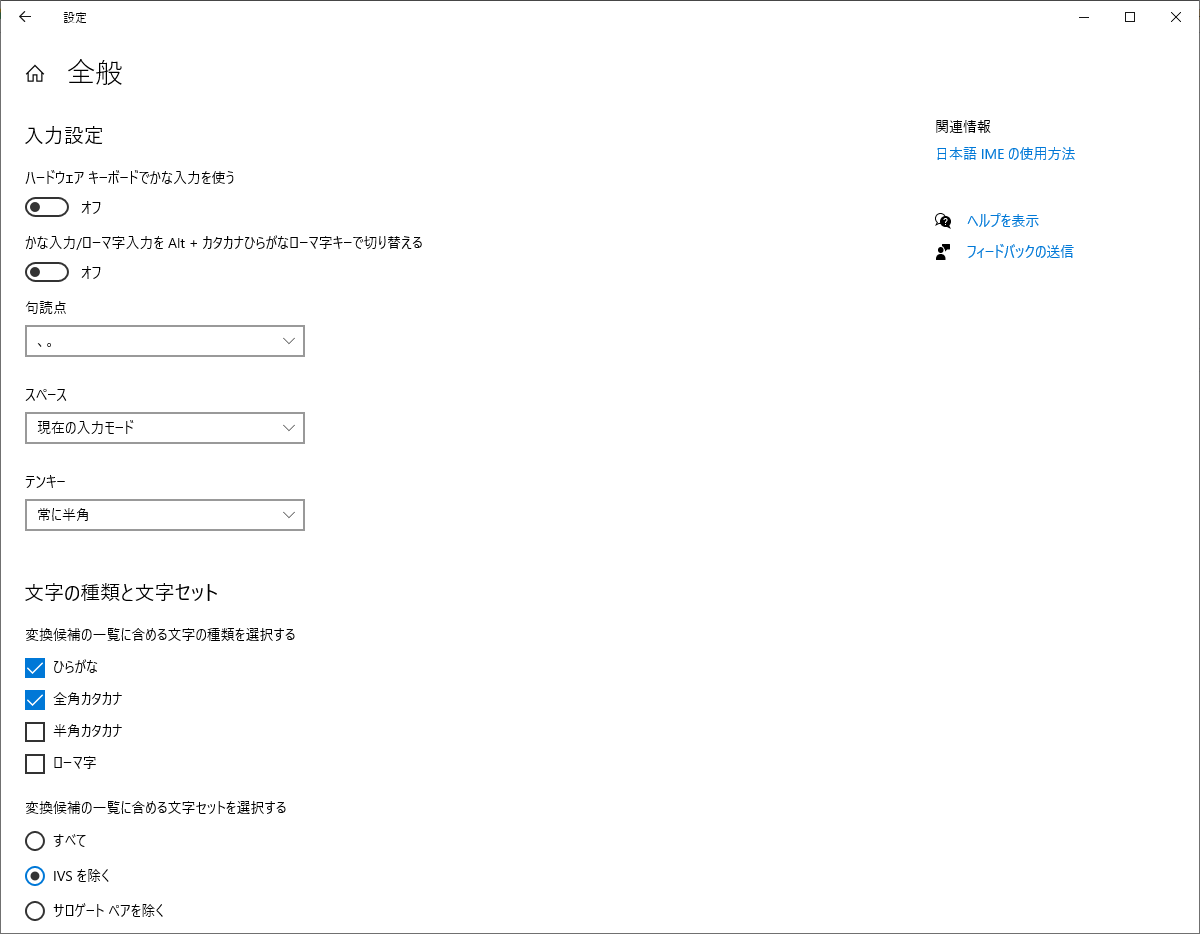 設定
全般
入力設定
ハードウェア キーボードでかな入力を使う
オフ
かな入力/ローマ字入力を Alt + カタカナひらがなローマ字キーで切り替える
オフ
句読点
、。
スペース
現在の入力モード
テンキー
常に半角
文字の種類と文字セット
変換候補の一覧に含める文字の種類を選択する
ひらがな
全角カタカナ
半角カタカナ
ローマ字
変換候補の一覧に含める文字セットを選択する
すべて
IVS を除く
サロゲート ペアを除く
関連情報
日本語 IME の使用方法
ヘルプを表示
フィードバックの送信